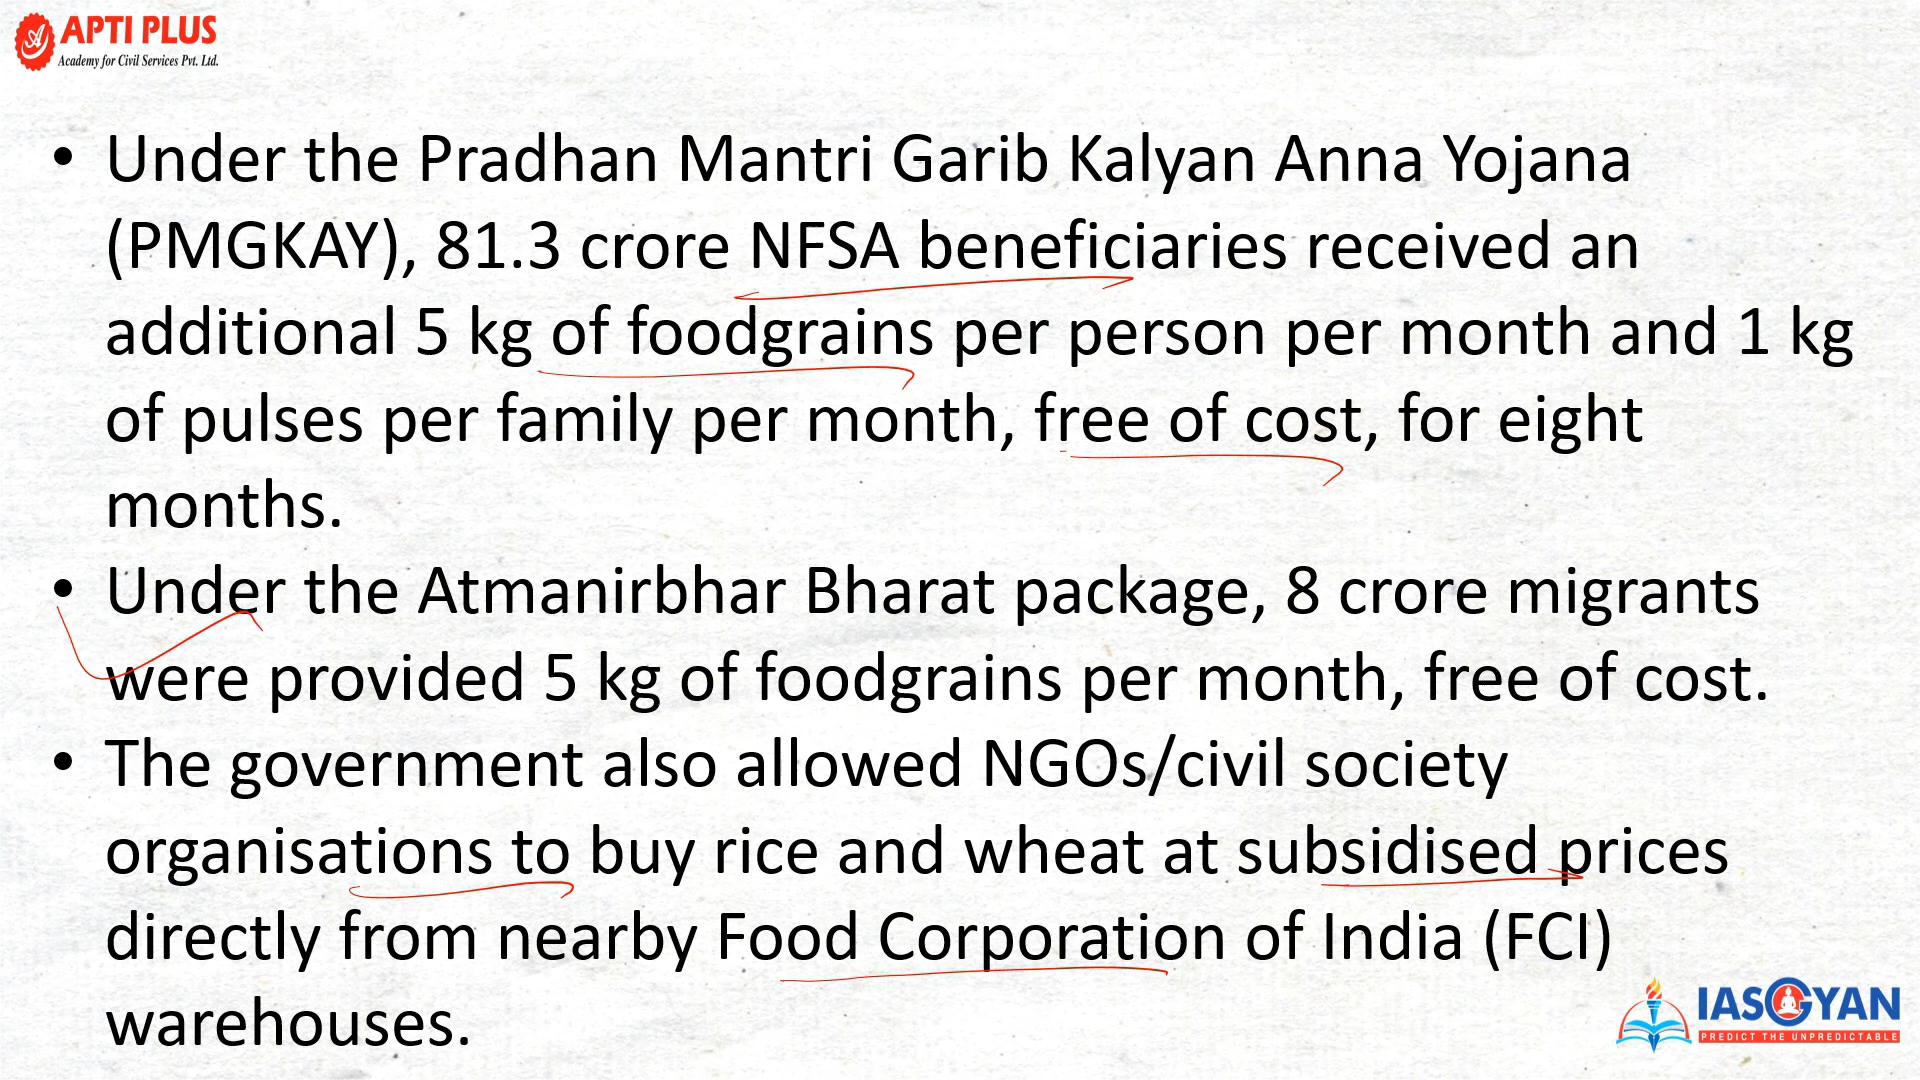 APTI PLUS
Academy for Civil Services Pvt. Ltd.
• Under the Pradhan Mantri Garib Kalyan Anna Yojana
(PMGKAY), 81.3 crore NFSA beneficiaries received an
additional 5 kg of foodgrains per person per month and 1 kg
of pulses per family per month, free of cost, for eight
months.
• Under the Atmanirbhar Bharat package, 8 crore migrants
were provided 5 kg of foodgrains per month, free of cost.
• The government also allowed NGOs/civil society
organisations to buy rice and wheat at subsidised prices
directly from nearby Food Corporation of India (FCI)
warehouses.
IASGYAN
PREDICT THE UNPREDICTABLE